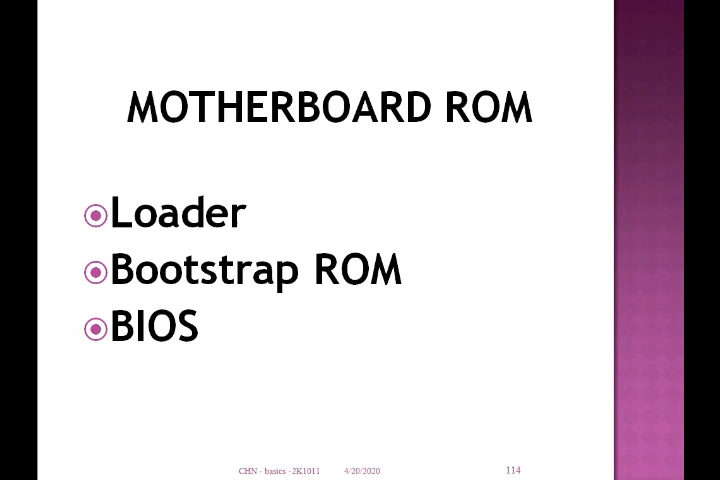 MOTHERBOARD ROM
Loader
Bootstrap ROM
BIOS
CHN - basics -2K1011 4/20/2020 114